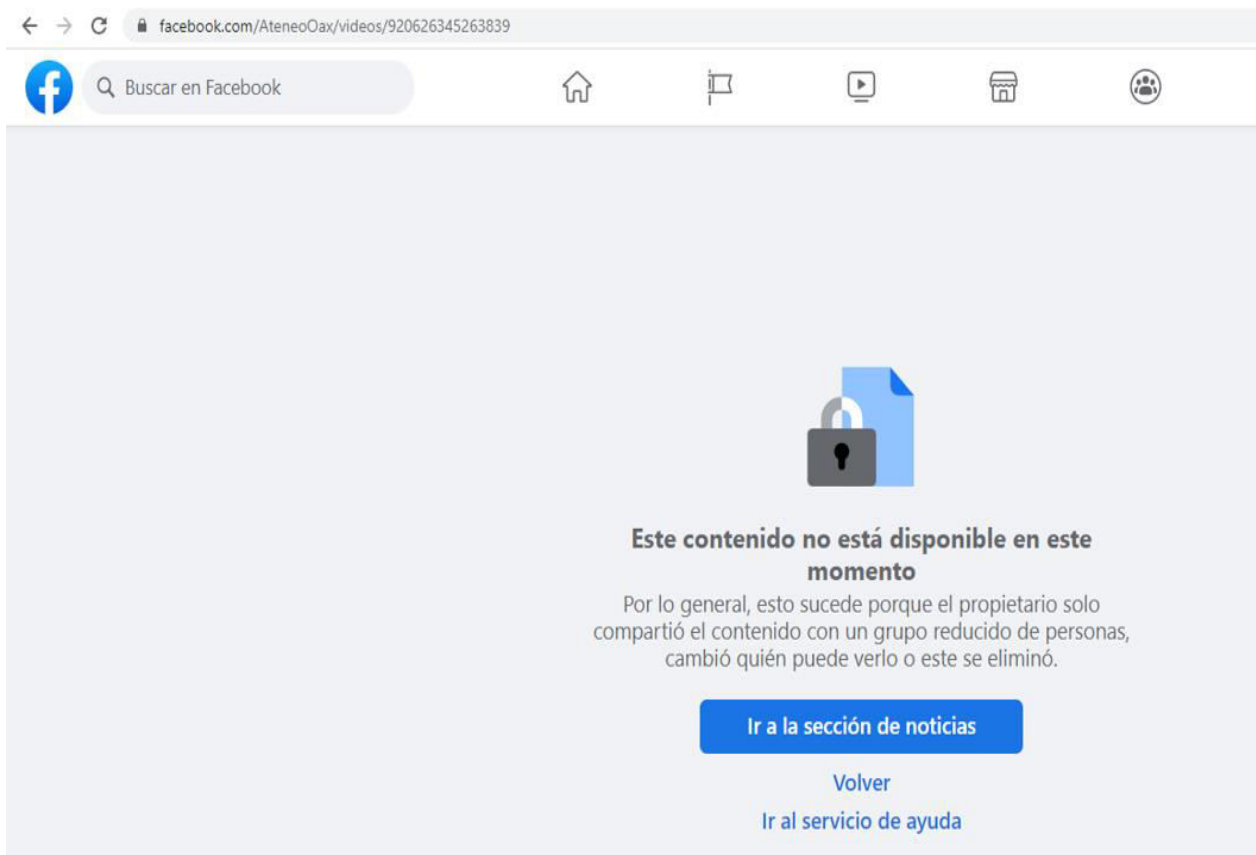 facebook.com/AteneoOax/videos/920626345263839
Buscar en Facebook
Este contenido no está disponible en este
momento
Por lo general, esto sucede porque el propietario solo
compartió el contenido con un grupo reducido de personas,
cambió quién puede verlo o este se eliminó.
Ir a la sección de noticias
Volver
Ir al servicio de ayuda